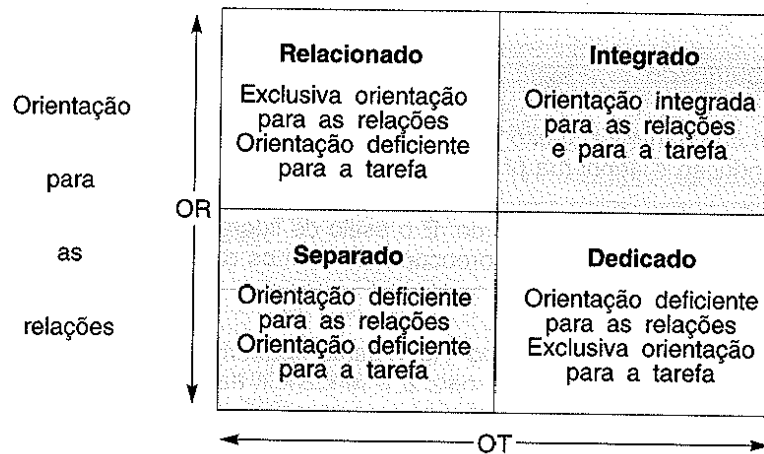 Orientação
para
as
relações
OR
Relacionado
Exclusiva orientação
para as relações
Orientação deficiente
para a tarefa
Integrado
Orientação integrada
para as relações
e para a tarefa
Separado
Orientação deficiente
para as relações
Orientação deficiente
para a tarefa
Dedicado
Orientação deficiente
para as relações
Exclusiva orientação
para a tarefa
OT